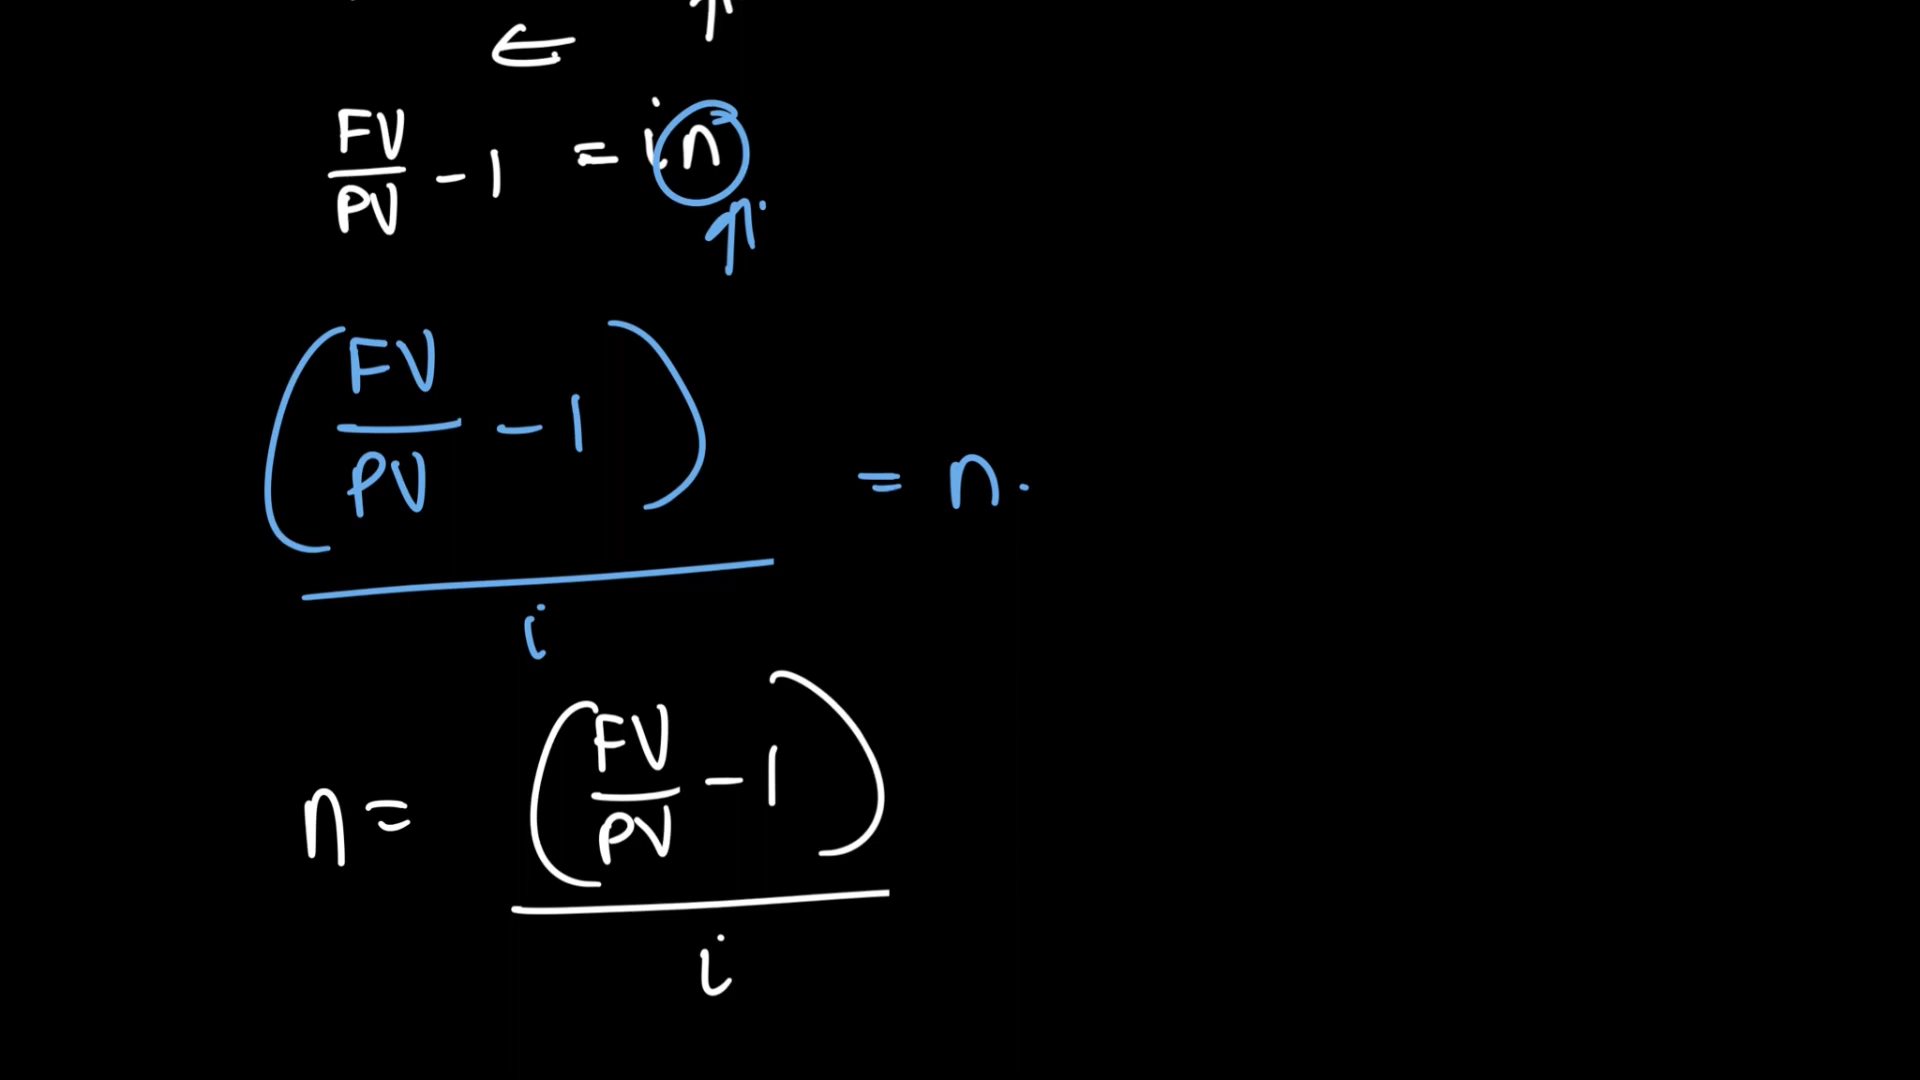 FV/PV - 1 = in
(FV/PV - 1)/i = n.
n = (FV/PV - 1)/i